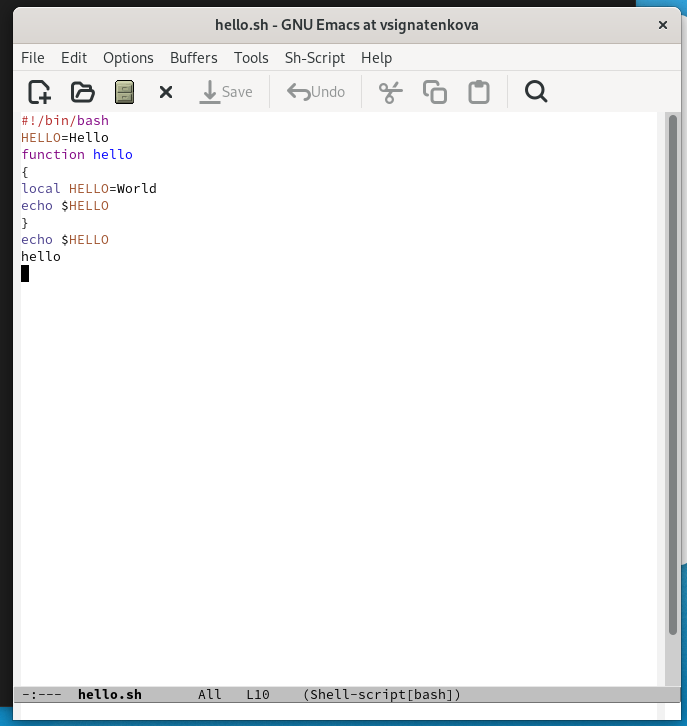 hello.sh - GNU Emacs at vsignatenkova
File Edit Options Buffers Tools Sh-Script Help
Save Undo
#!/bin/bash
HELLO=Hello
function hello
{
local HELLO=World
echo $HELLO
}
echo $HELLO
hello
-:--- hello.sh All L10 (Shell-script[bash])